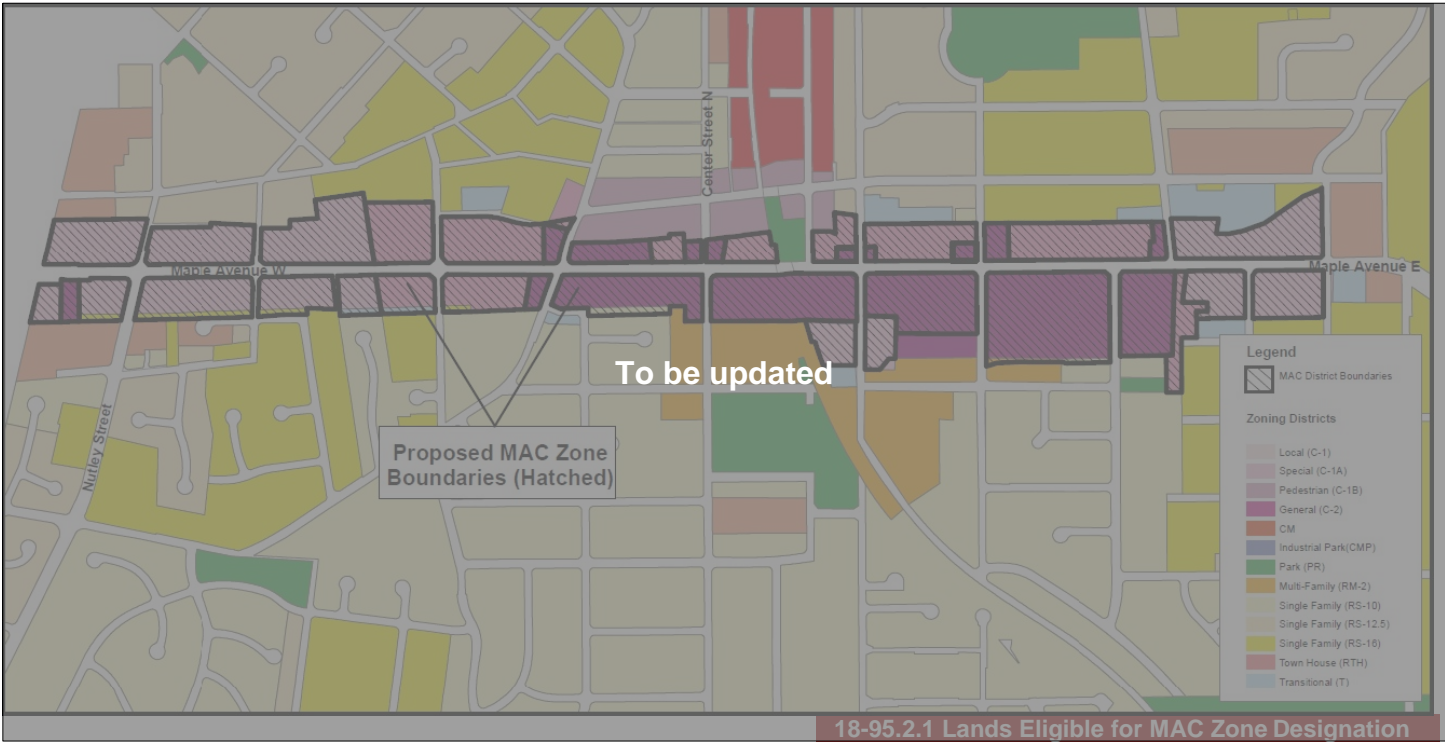 Center Street N
Maple Avenue W
Maple Avenue E
To be updated
Nutley Street
Proposed MAC Zone
Boundaries (Hatched)
Legend
MAC District Boundaries
Zoning Districts
Local (C-1)
Special (C-1A)
Pedestrian (C-1B)
General (C-2)
CM
Industrial Park(CMP)
Park (PR)
Multi-Family (RM-2)
Single Family (RS-10)
Single Family (RS-12.5)
Single Family (RS-16)
Town House (RTH)
Transitional (T)
18-95.2.1 Lands Eligible for MAC Zone Designation